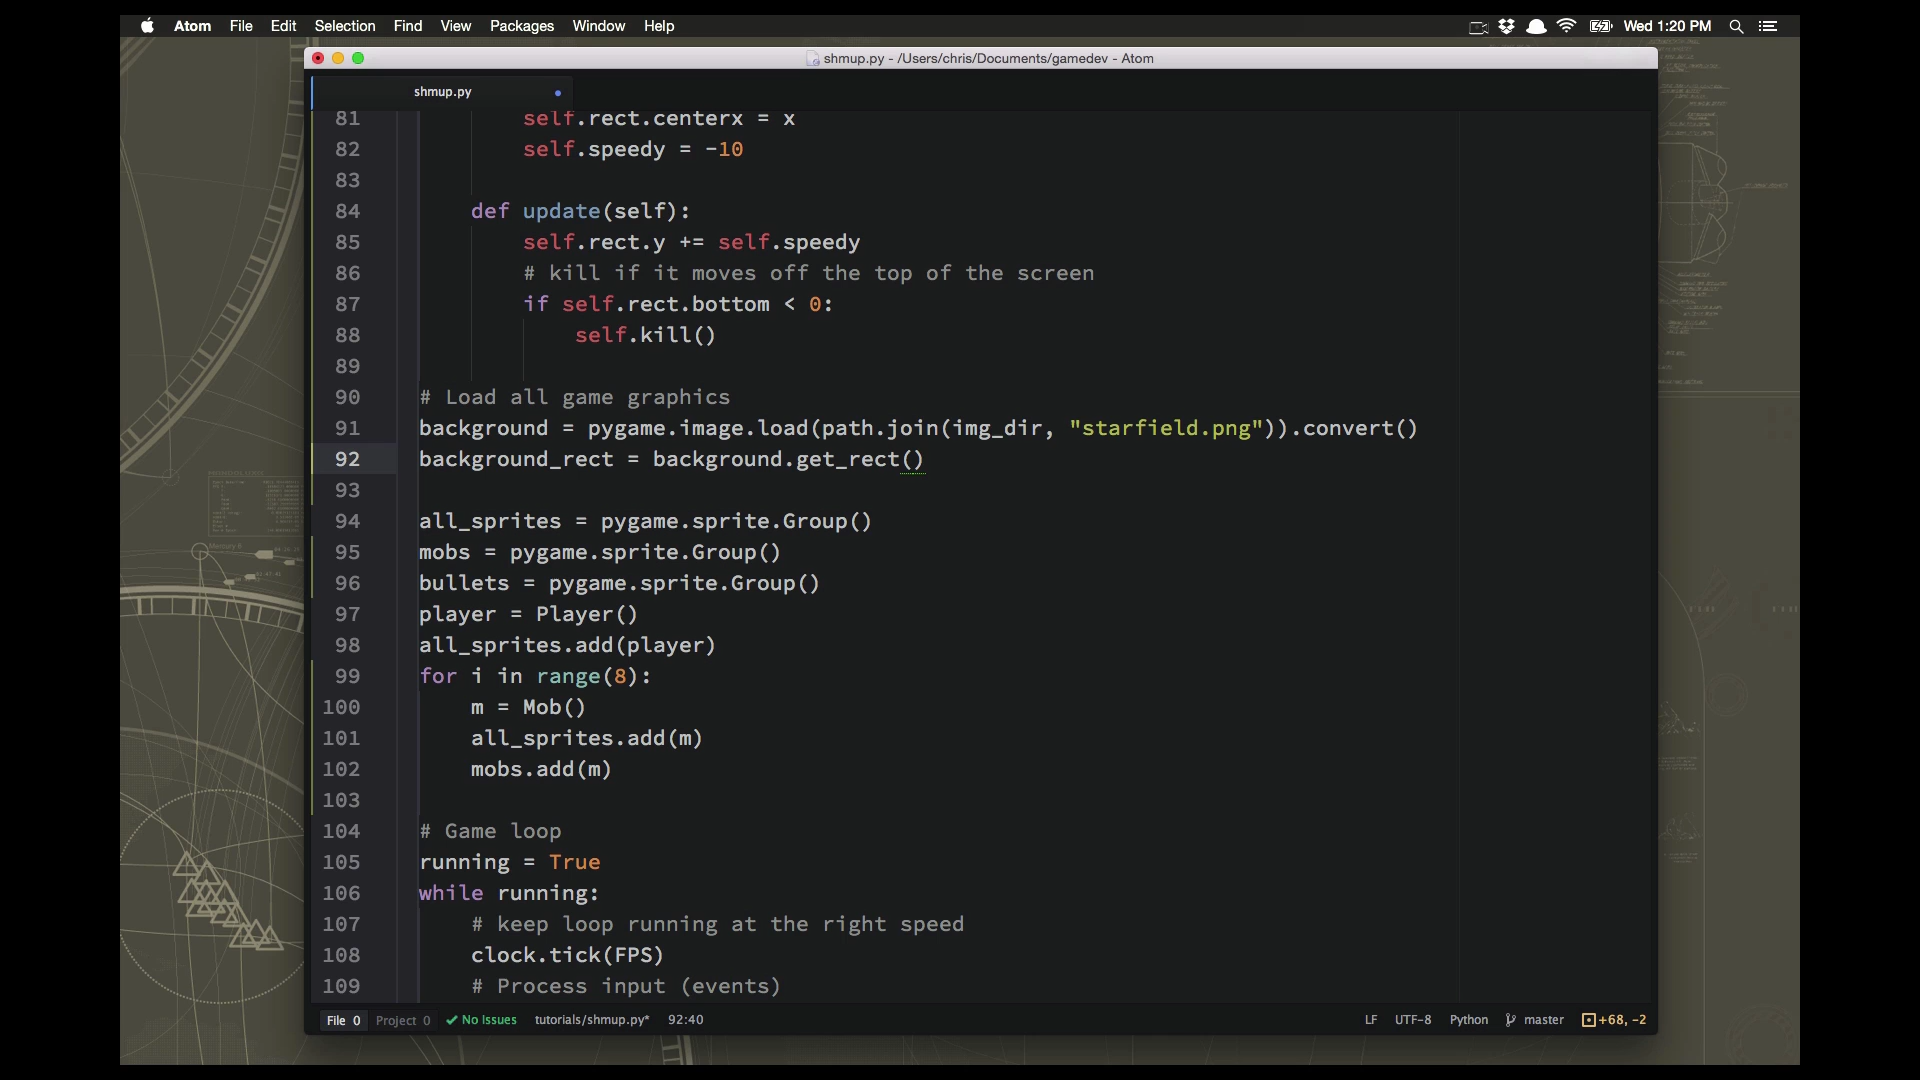 Atom File Edit Selection Find View Packages Window Help Wed 1:20 PM
shmup.py - /Users/chris/Documents/gamedev - Atom
shmup.py
81 self.rect.centerx = x
82 self.speedy = -10
83
84 def update(self):
85 self.rect.y += self.speedy
86 # kill if it moves off the top of the screen
87 if self.rect.bottom < 0:
88 self.kill()
89
90 # Load all game graphics
91 background = pygame.image.load(path.join(img_dir, "starfield.png")).convert()
92 background_rect = background.get_rect()
93
94 all_sprites = pygame.sprite.Group()
95 mobs = pygame.sprite.Group()
96 bullets = pygame.sprite.Group()
97 player = Player()
98 all_sprites.add(player)
99 for i in range(8):
100 m = Mob()
101 all_sprites.add(m)
102 mobs.add(m)
103
104 # Game loop
105 running = True
106 while running:
107 # keep loop running at the right speed
108 clock.tick(FPS)
109 # Process input (events)
File 0 Project 0 No Issues tutorials/shmup.py* 92:40 LF UTF-8 Python master +68, -2